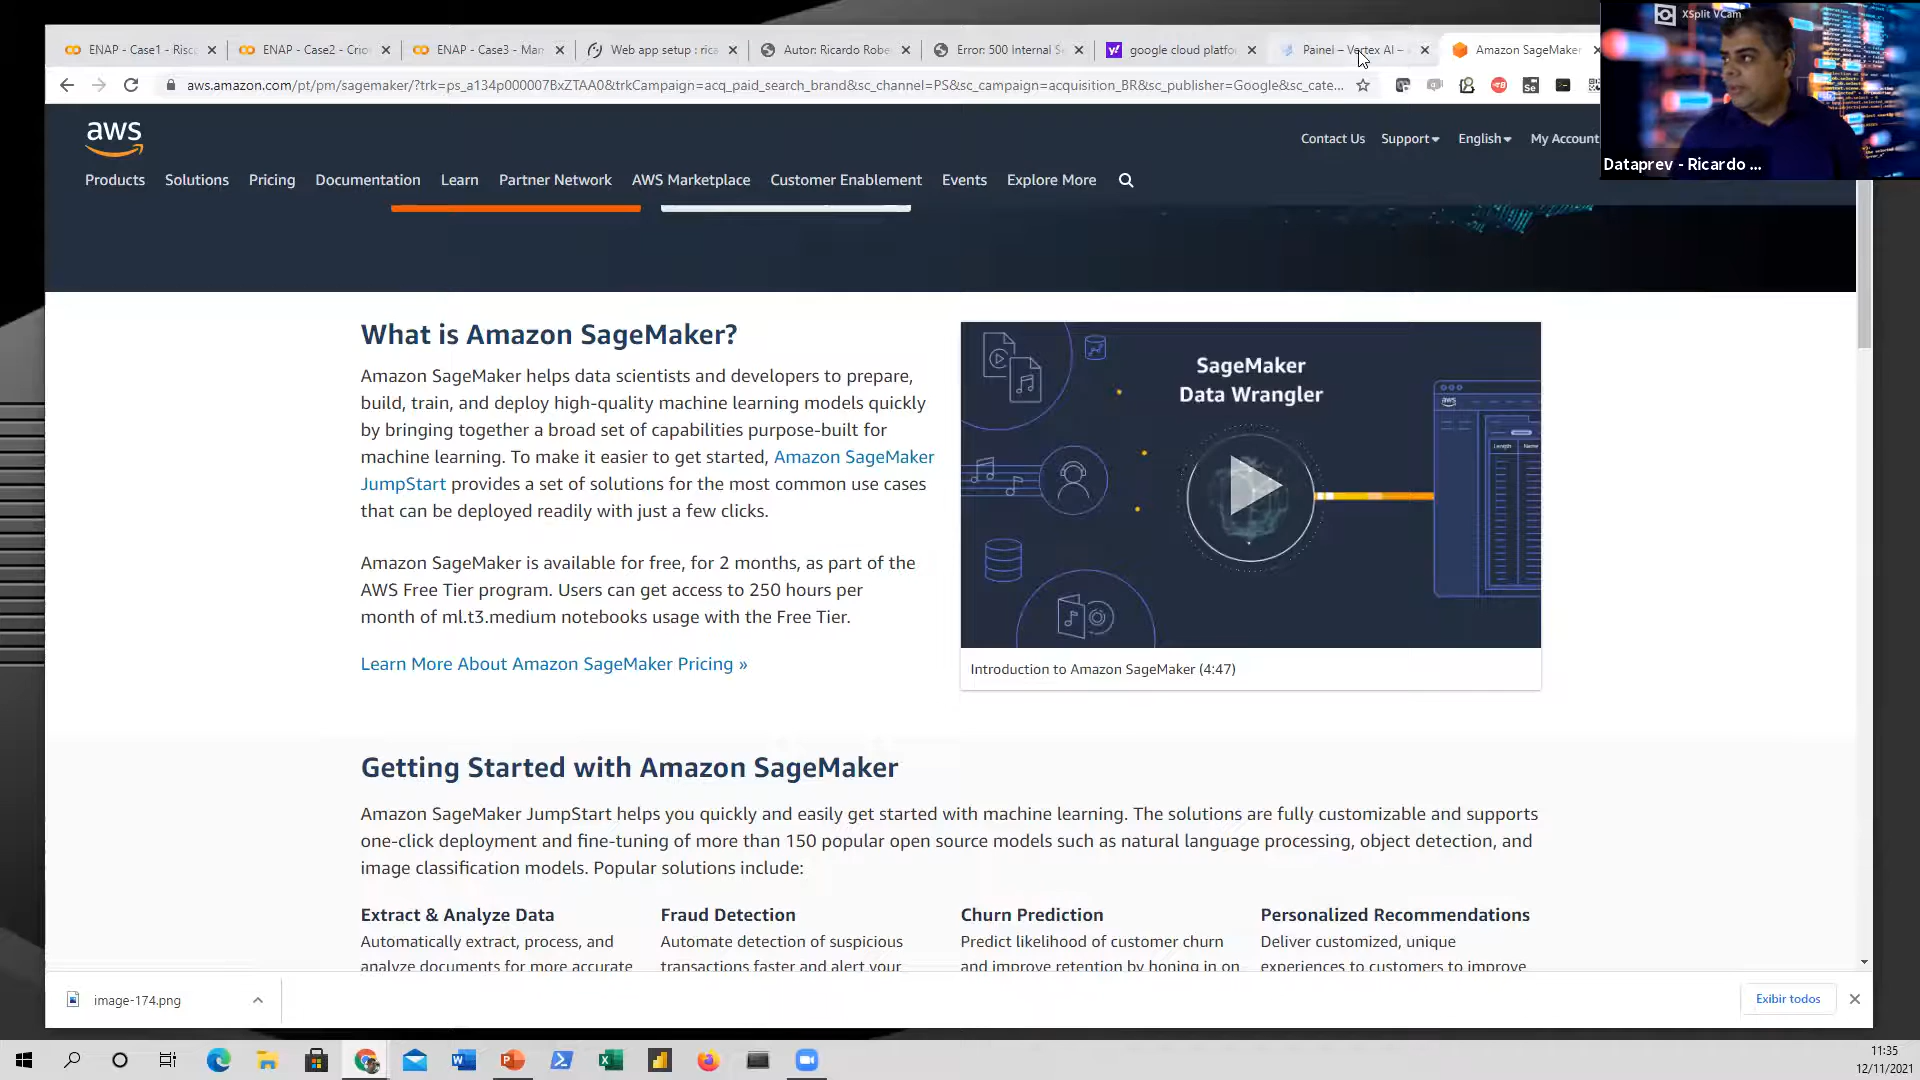 XSplit VCam
ENAP - Case1 - Risc
ENAP - Case2 - Crio
ENAP - Case3 - Man
Web app setup : rica
Autor: Ricardo Robe
Error: 500 Internal S
google cloud platfo
Painel – Vertex AI –
Amazon SageMaker
aws.amazon.com/pt/pm/sagemaker/?trk=ps_a134p000007BxZTAA0&trkCampaign=acq_paid_search_brand&sc_channel=PS&sc_campaign=acquisition_BR&sc_publisher=Google&sc_cate...
aws
Contact Us
Support
English
My Account
Dataprev - Ricardo ...
Products
Solutions
Pricing
Documentation
Learn
Partner Network
AWS Marketplace
Customer Enablement
Events
Explore More
What is Amazon SageMaker?
Amazon SageMaker helps data scientists and developers to prepare,
build, train, and deploy high-quality machine learning models quickly
by bringing together a broad set of capabilities purpose-built for
machine learning. To make it easier to get started, Amazon SageMaker
JumpStart provides a set of solutions for the most common use cases
that can be deployed readily with just a few clicks.
Amazon SageMaker is available for free, for 2 months, as part of the
AWS Free Tier program. Users can get access to 250 hours per
month of ml.t3.medium notebooks usage with the Free Tier.
Learn More About Amazon SageMaker Pricing »
SageMaker
Data Wrangler
aws
Length
Name
Introduction to Amazon SageMaker (4:47)
Getting Started with Amazon SageMaker
Amazon SageMaker JumpStart helps you quickly and easily get started with machine learning. The solutions are fully customizable and supports
one-click deployment and fine-tuning of more than 150 popular open source models such as natural language processing, object detection, and
image classification models. Popular solutions include:
Extract & Analyze Data
Automatically extract, process, and
analyze documents for more accurate
Fraud Detection
Automate detection of suspicious
transactions faster and alert your
Churn Prediction
Predict likelihood of customer churn
and improve retention by honing in on
Personalized Recommendations
Deliver customized, unique
experiences to customers to improve
image-174.png
Exibir todos
11:35
12/11/2021